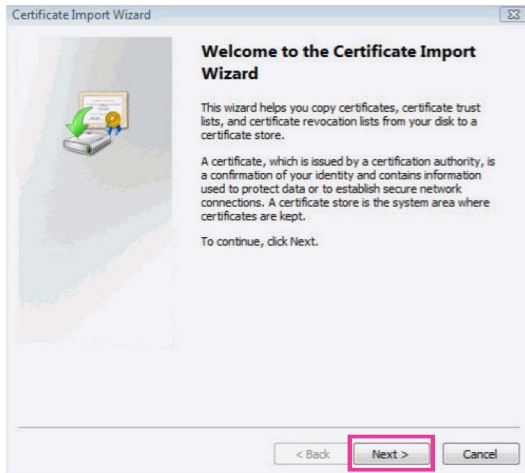 Certificate Import Wizard
Welcome to the Certificate Import
Wizard
This wizard helps you copy certificates, certificate trust
lists, and certificate revocation lists from your disk to a
certificate store.
A certificate, which is issued by a certification authority, is
a confirmation of your identity and contains information
used to protect data or to establish secure network
connections. A certificate store is the system area where
certificates are kept.
To continue, click Next.
< Back Next > Cancel